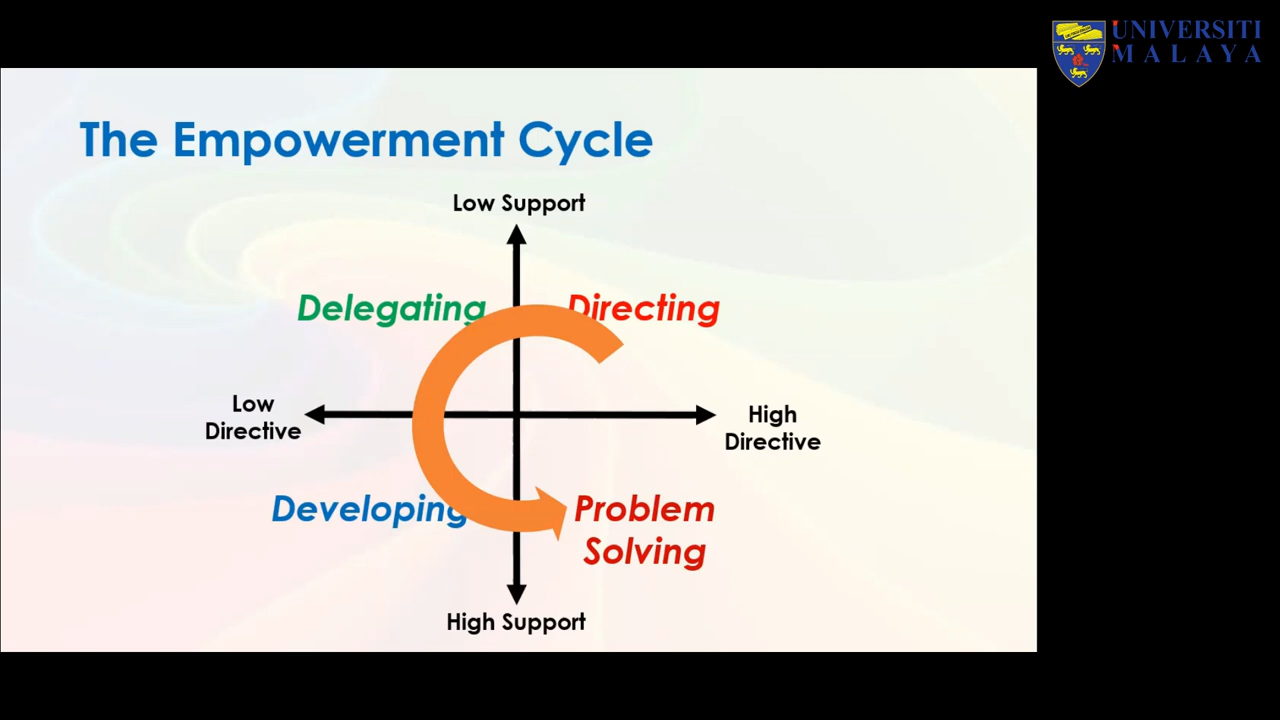 UNIVERSITI
MALAYA
The Empowerment Cycle
Low Support
Delegating
Directing
Low
Directive
High
Directive
Developing
Problem
Solving
High Support